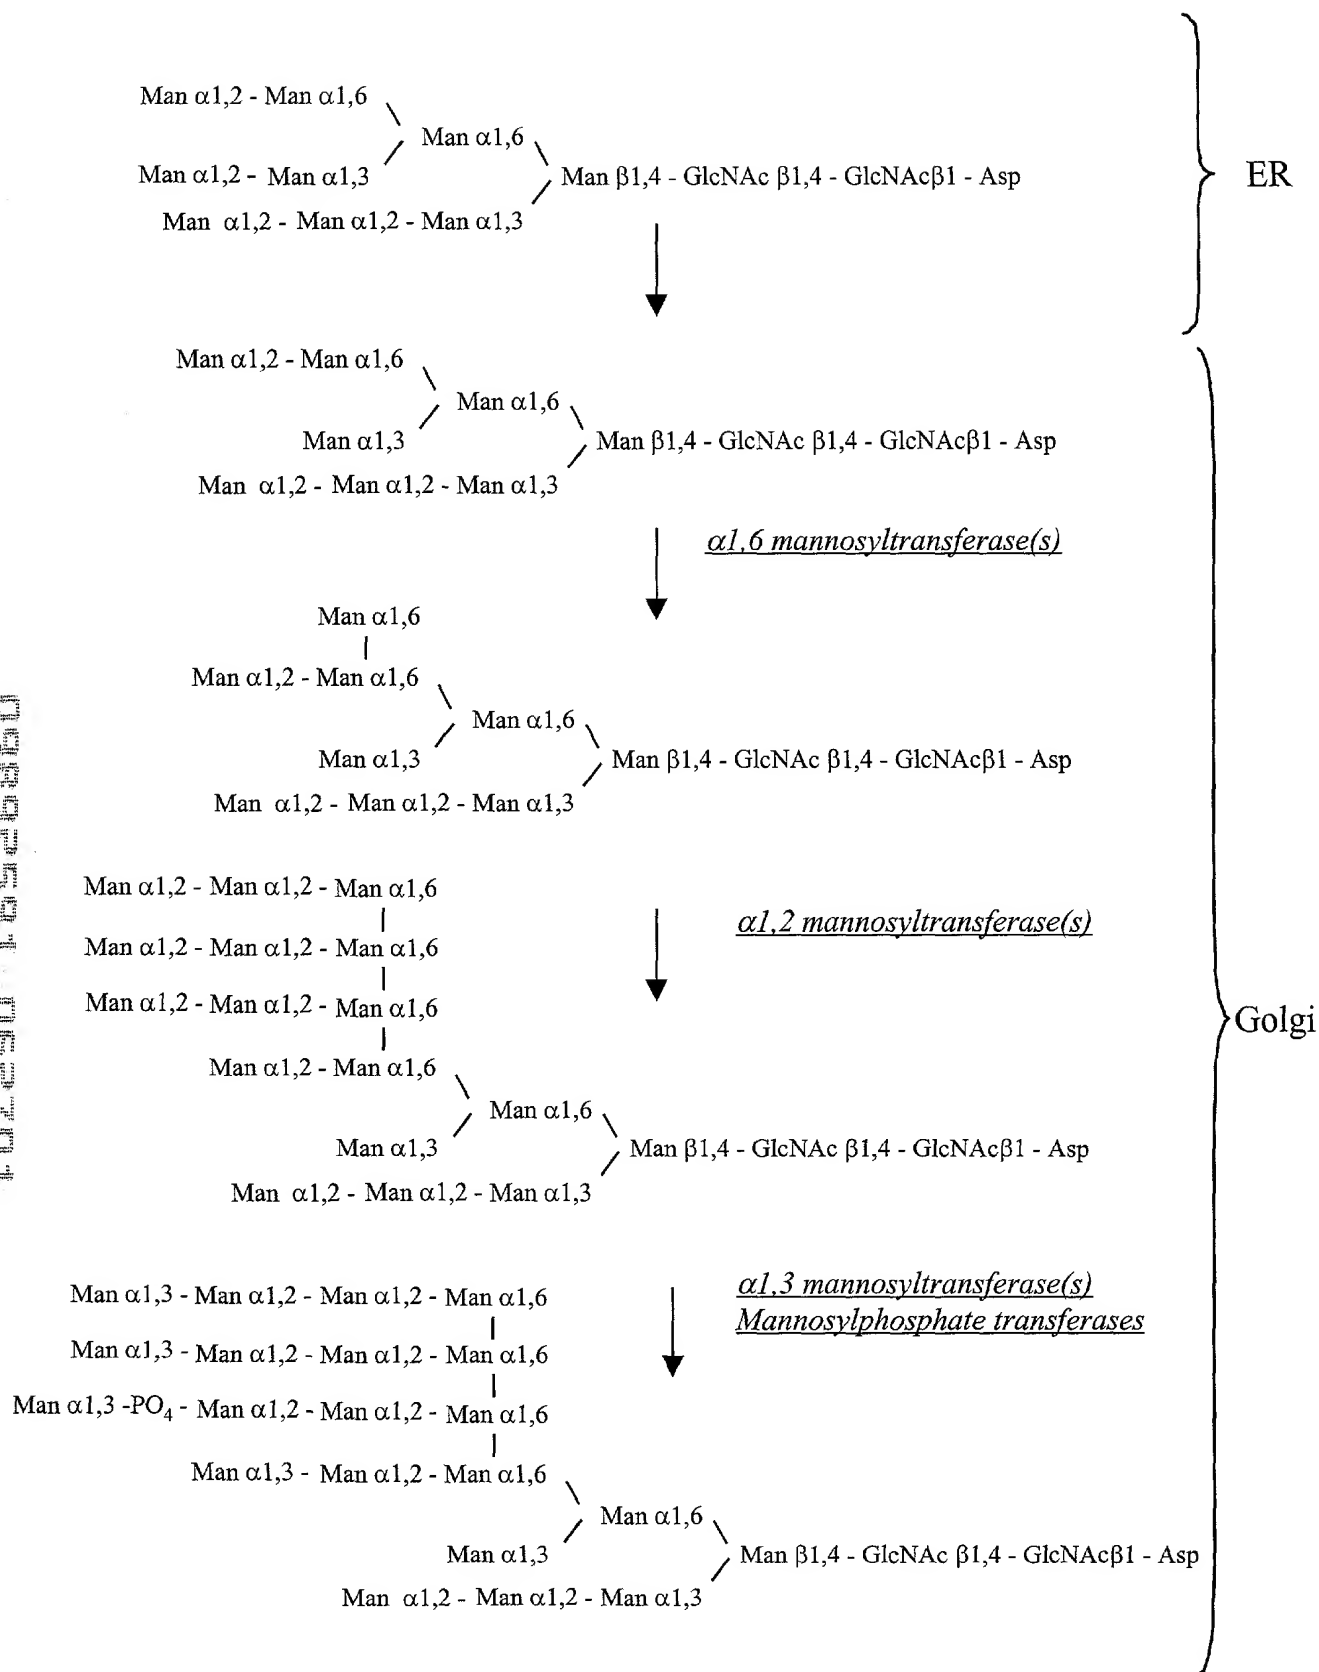 Man α1,2 - Man α1,6
Man α1,6
Man α1,2 - Man α1,3
Man β1,4 - GlcNAc β1,4 - GlcNAcβ1 - Asp
ER
Man α1,2 - Man α1,2 - Man α1,3
Man α1,2 - Man α1,6
Man α1,6
Man α1,3
Man β1,4 - GlcNAc β1,4 - GlcNAcβ1 - Asp
Man α1,2 - Man α1,2 - Man α1,3
α1,6 mannosyltransferase(s)
Man α1,6
Man α1,2 - Man α1,6
Man α1,6
Man α1,3
Man β1,4 - GlcNAc β1,4 - GlcNAcβ1 - Asp
Man α1,2 - Man α1,2 - Man α1,3
Man α1,2 - Man α1,2 - Man α1,6
α1,2 mannosyltransferase(s)
Man α1,2 - Man α1,2 - Man α1,6
Man α1,2 - Man α1,2 - Man α1,6
Golgi
Man α1,2 - Man α1,6
Man α1,6
Man α1,3
Man β1,4 - GlcNAc β1,4 - GlcNAcβ1 - Asp
Man α1,2 - Man α1,2 - Man α1,3
α1,3 mannosyltransferase(s)
Mannosylphosphate transferases
Man α1,3 - Man α1,2 - Man α1,2 - Man α1,6
Man α1,3 - Man α1,2 - Man α1,2 - Man α1,6
Man α1,3 -PO₄ - Man α1,2 - Man α1,2 - Man α1,6
Man α1,3 - Man α1,2 - Man α1,6
Man α1,6
Man α1,3
Man β1,4 - GlcNAc β1,4 - GlcNAcβ1 - Asp
Man α1,2 - Man α1,2 - Man α1,3